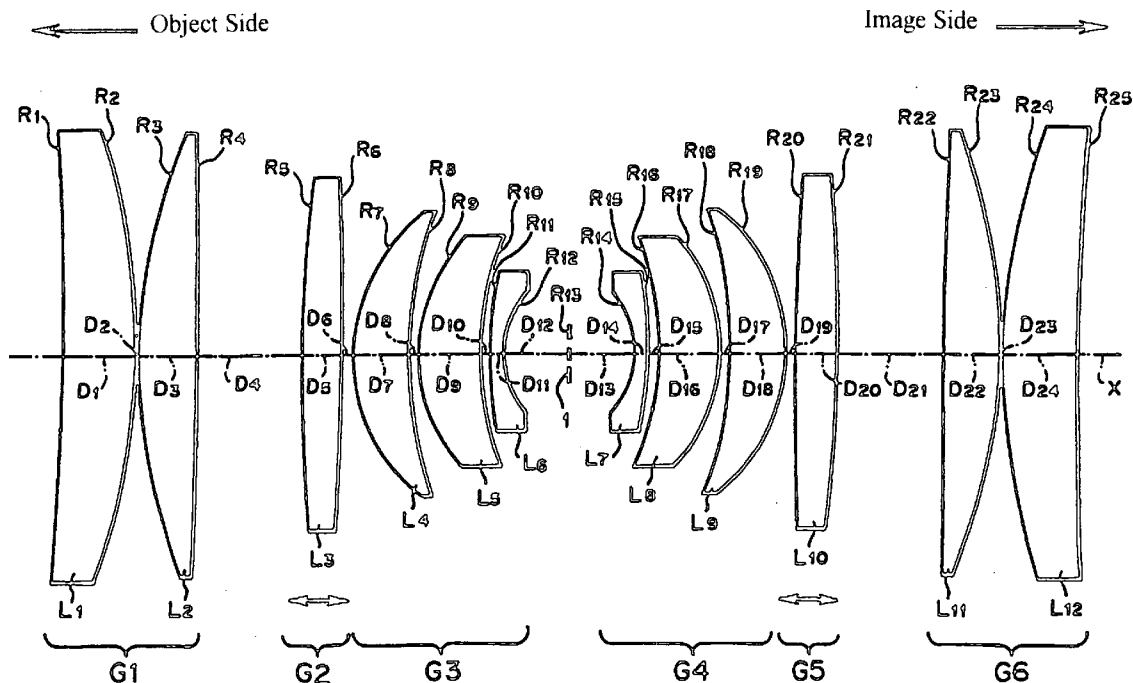 Object Side
Image Side
R1 R2 R3 R4 R5 R6 R7 R8 R9 R10 R11 R12 R13 R14 R15 R16 R17 R18 R19 R20 R21 R22 R23 R24 R25
D2 D6 D8 D10 D12 D14 D15 D17 D19 D23
D1 D3 D4 D5 D7 D9 D11 1 D13 D16 D18 D20 D21 D22 D24 X
L1 L2 L3 L4 L5 L6 L7 L8 L9 L10 L11 L12
G1 G2 G3 G4 G5 G6